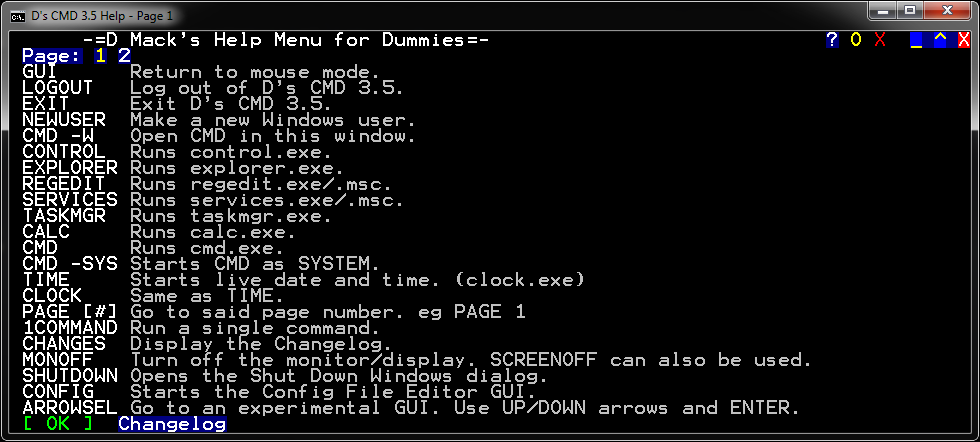 D's CMD 3.5 Help - Page 1
-=D Mack's Help Menu for Dummies=- ? O X _ ^ X
Page: 1 2
GUI Return to mouse mode.
LOGOUT Log out of D's CMD 3.5.
EXIT Exit D's CMD 3.5.
NEWUSER Make a new Windows user.
CMD -W Open CMD in this window.
CONTROL Runs control.exe.
EXPLORER Runs explorer.exe.
REGEDIT Runs regedit.exe/.msc.
SERVICES Runs services.exe/.msc.
TASKMGR Runs taskmgr.exe.
CALC Runs calc.exe.
CMD Runs cmd.exe.
CMD -SYS Starts CMD as SYSTEM.
TIME Starts live date and time. (clock.exe)
CLOCK Same as TIME.
PAGE [#] Go to said page number. eg PAGE 1
1COMMAND Run a single command.
CHANGES Display the Changelog.
MONOFF Turn off the monitor/display. SCREENOFF can also be used.
SHUTDOWN Opens the Shut Down Windows dialog.
CONFIG Starts the Config File Editor GUI.
ARROWSEL Go to an experimental GUI. Use UP/DOWN arrows and ENTER.
[ OK ] Changelog